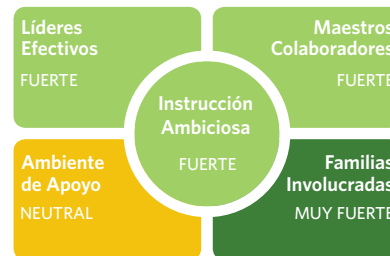 Líderes
Efectivos
FUERTE
Maestros
Colaboradores
FUERTE
Instrucción
Ambiciosa
FUERTE
Ambiente
de Apoyo
NEUTRAL
Familias
Involucradas
MUY FUERTE